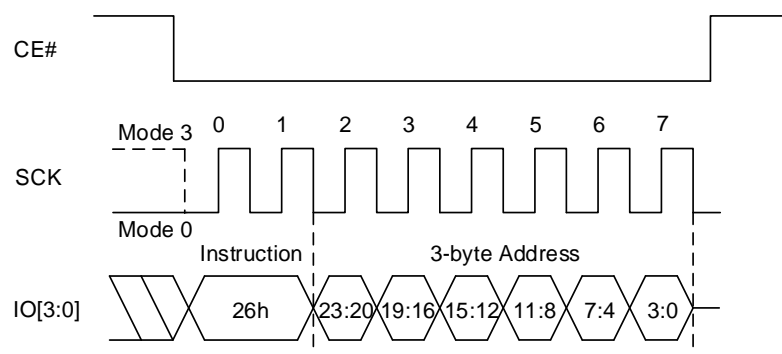 CE#
Mode 3
0 1 2 3 4 5 6 7
SCK
Mode 0
Instruction 3-byte Address
IO[3:0] 26h 23:20 19:16 15:12 11:8 7:4 3:0